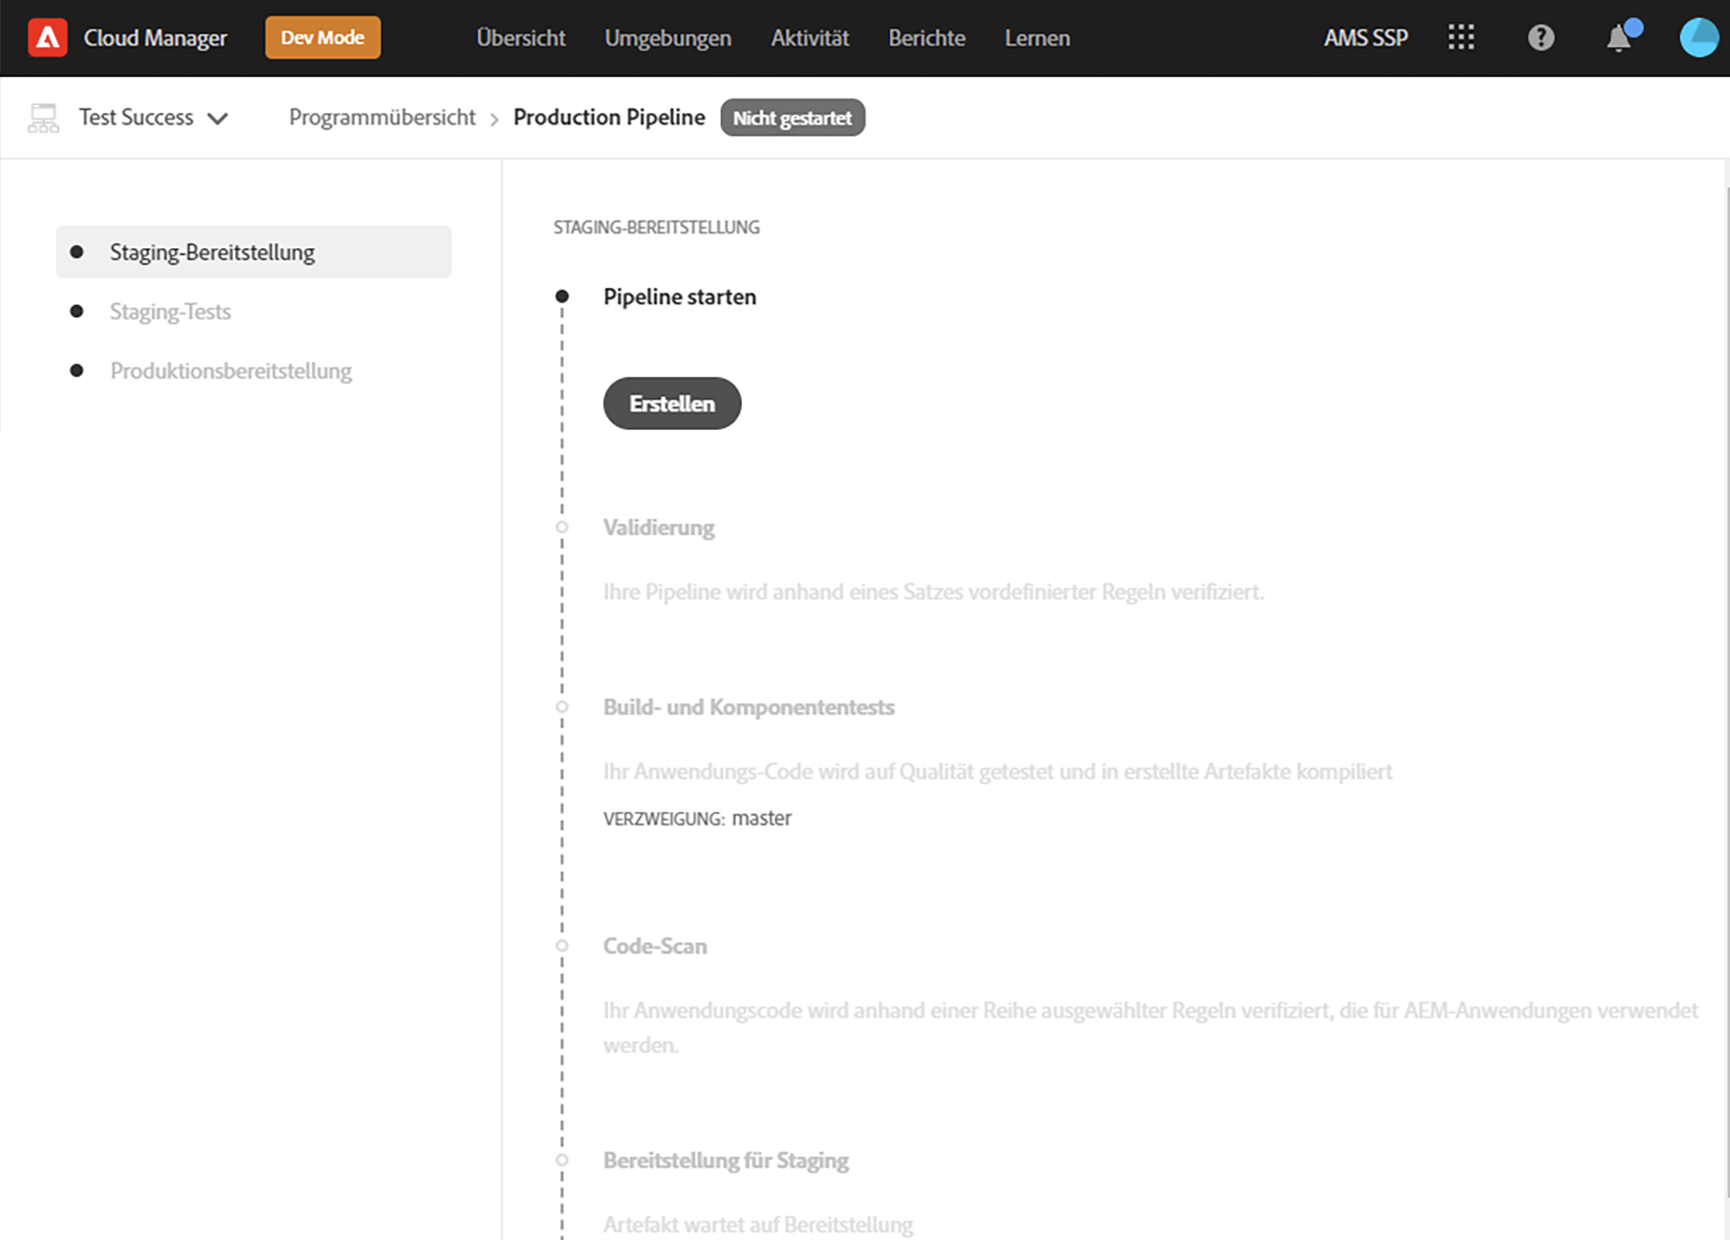 Cloud Manager
Dev Mode
Übersicht
Umgebungen
Aktivität
Berichte
Lernen
AMS SSP
Test Success
Programmübersicht > Production Pipeline
Nicht gestartet
Staging-Bereitstellung
Staging-Tests
Produktionsbereitstellung
STAGING-BEREITSTELLUNG
Pipeline starten
Erstellen
Validierung
Ihre Pipeline wird anhand eines Satzes vordefinierter Regeln verifiziert.
Build- und Komponententests
Ihr Anwendungs-Code wird auf Qualität getestet und in erstellte Artefakte kompiliert
VERZWEIGUNG: master
Code-Scan
Ihr Anwendungscode wird anhand einer Reihe ausgewählter Regeln verifiziert, die für AEM-Anwendungen verwendet
werden.
Bereitstellung für Staging
Artefakt wartet auf Bereitstellung